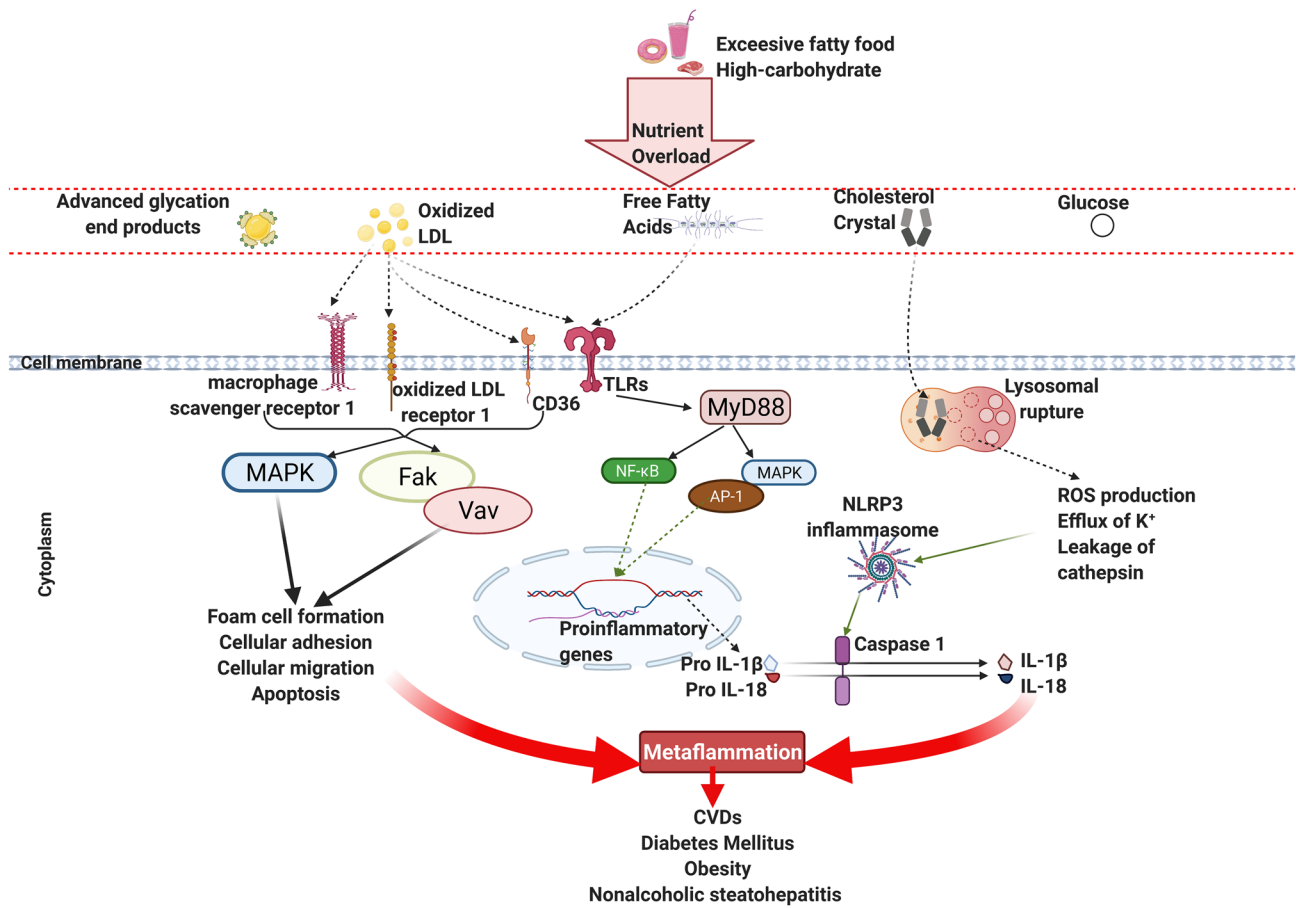 Exceesive fatty food
High-carbohydrate
Nutrient
Overload
Advanced glycation
end products
Oxidized
LDL
Free Fatty
Acids
Cholesterol
Crystal
Glucose
Cell membrane
macrophage
scavenger receptor 1
oxidized LDL
receptor 1
CD36
TLRs
MyD88
Lysosomal
rupture
MAPK
Fak
Vav
NF-κB
MAPK
AP-1
NLRP3
inflammasome
ROS production
Efflux of K⁺
Leakage of
cathepsin
Cytoplasm
Foam cell formation
Cellular adhesion
Cellular migration
Apoptosis
Proinflammatory
genes
Pro IL-1β
Pro IL-18
Caspase 1
IL-1β
IL-18
Metaflammation
CVDs
Diabetes Mellitus
Obesity
Nonalcoholic steatohepatitis